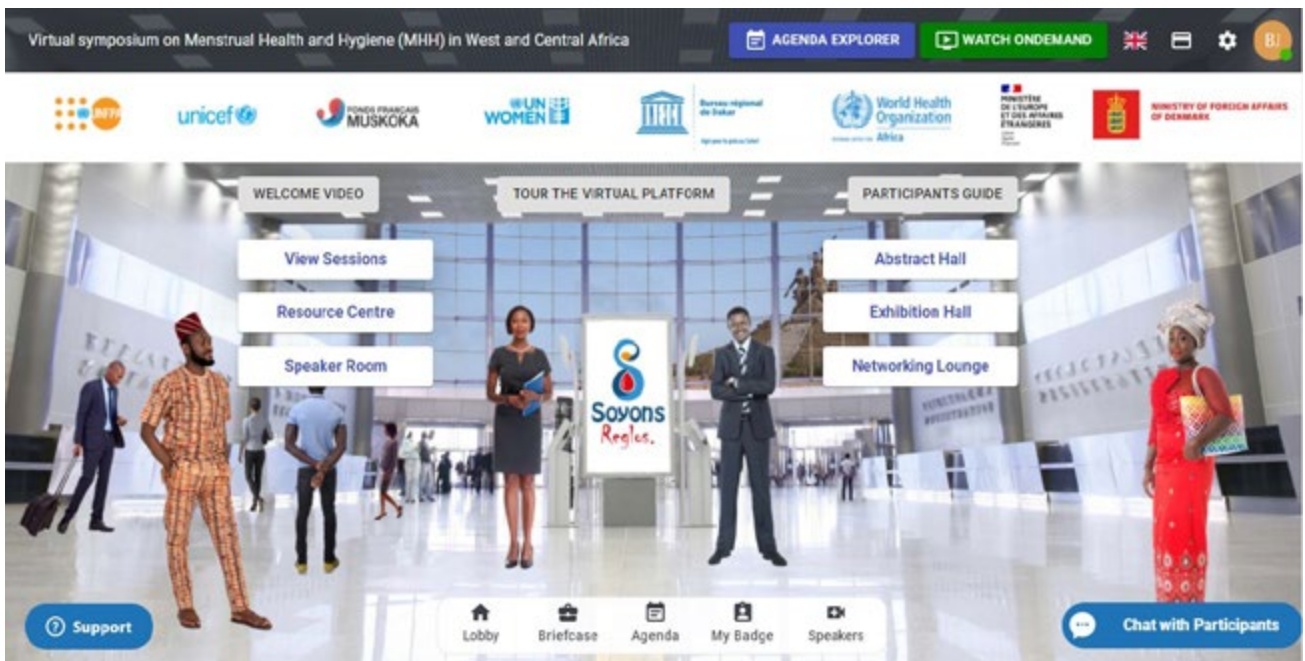 Virtual symposium on Menstrual Health and Hygiene (MHH) in West and Central Africa
AGENDA EXPLORER
WATCH ONDEMAND
BJ
unicef
FONDS FRANÇAIS
MUSKOKA
UN
WOMEN
Bureau régional
de Dakar
World Health
Organization
Africa
MINISTÈRE
DE L'EUROPE
ET DES AFFAIRES
ÉTRANGÈRES
MINISTRY OF FOREIGN AFFAIRS
OF DENMARK
WELCOME VIDEO
TOUR THE VIRTUAL PLATFORM
PARTICIPANTS GUIDE
View Sessions
Resource Centre
Speaker Room
Abstract Hall
Exhibition Hall
Networking Lounge
Soyons
Regles.
Support
Lobby
Briefcase
Agenda
My Badge
Speakers
Chat with Participants